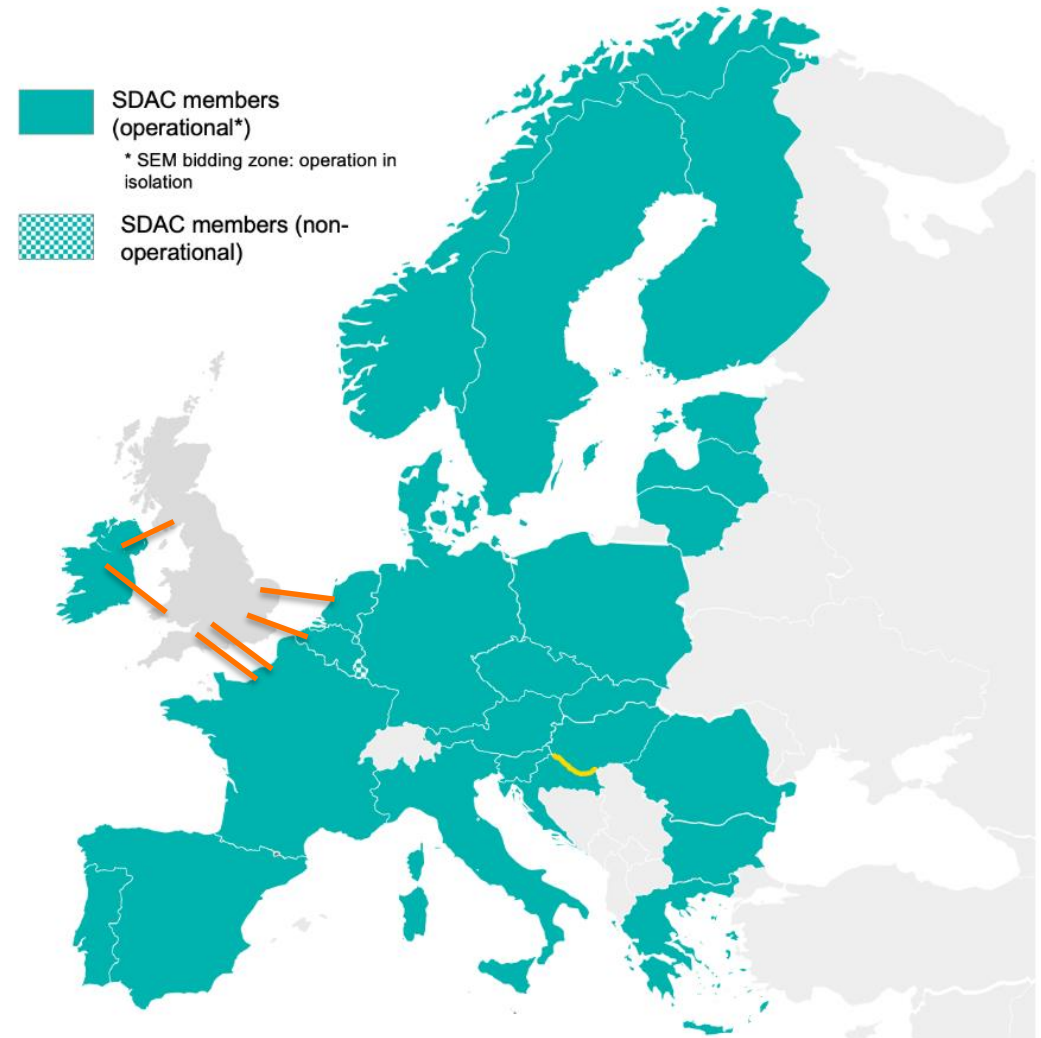 SDAC members
(operational*)
* SEM bidding zone: operation in
isolation
SDAC members (non-
operational)